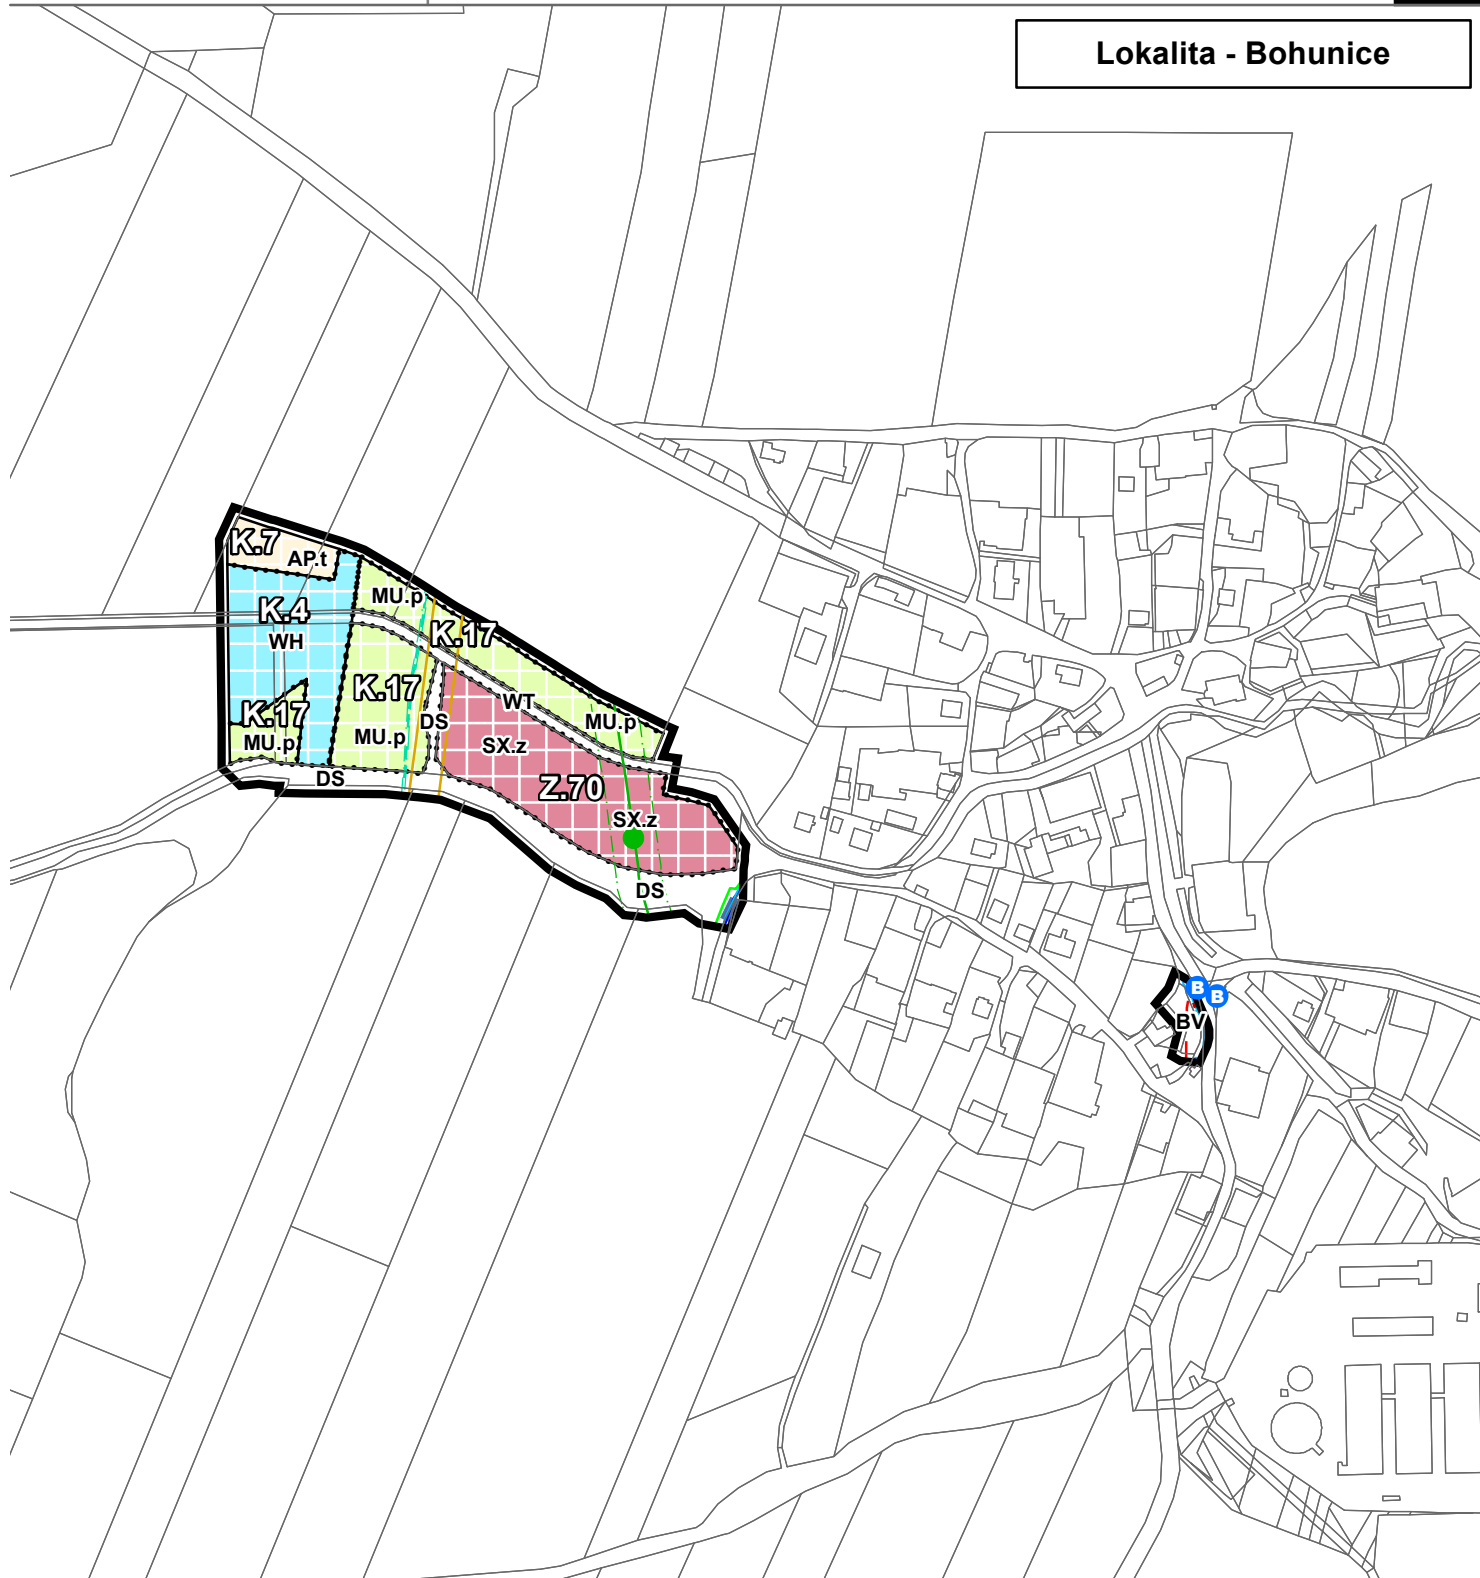 Lokalita - Bohunice
K.7
AP.t
MU.p
K.4
WH
K.17
K.17
WT
K.17
MU.p
MU.p
DS
MU.p
SX.z
DS
Z.70
SX.z
DS
B
B
BV